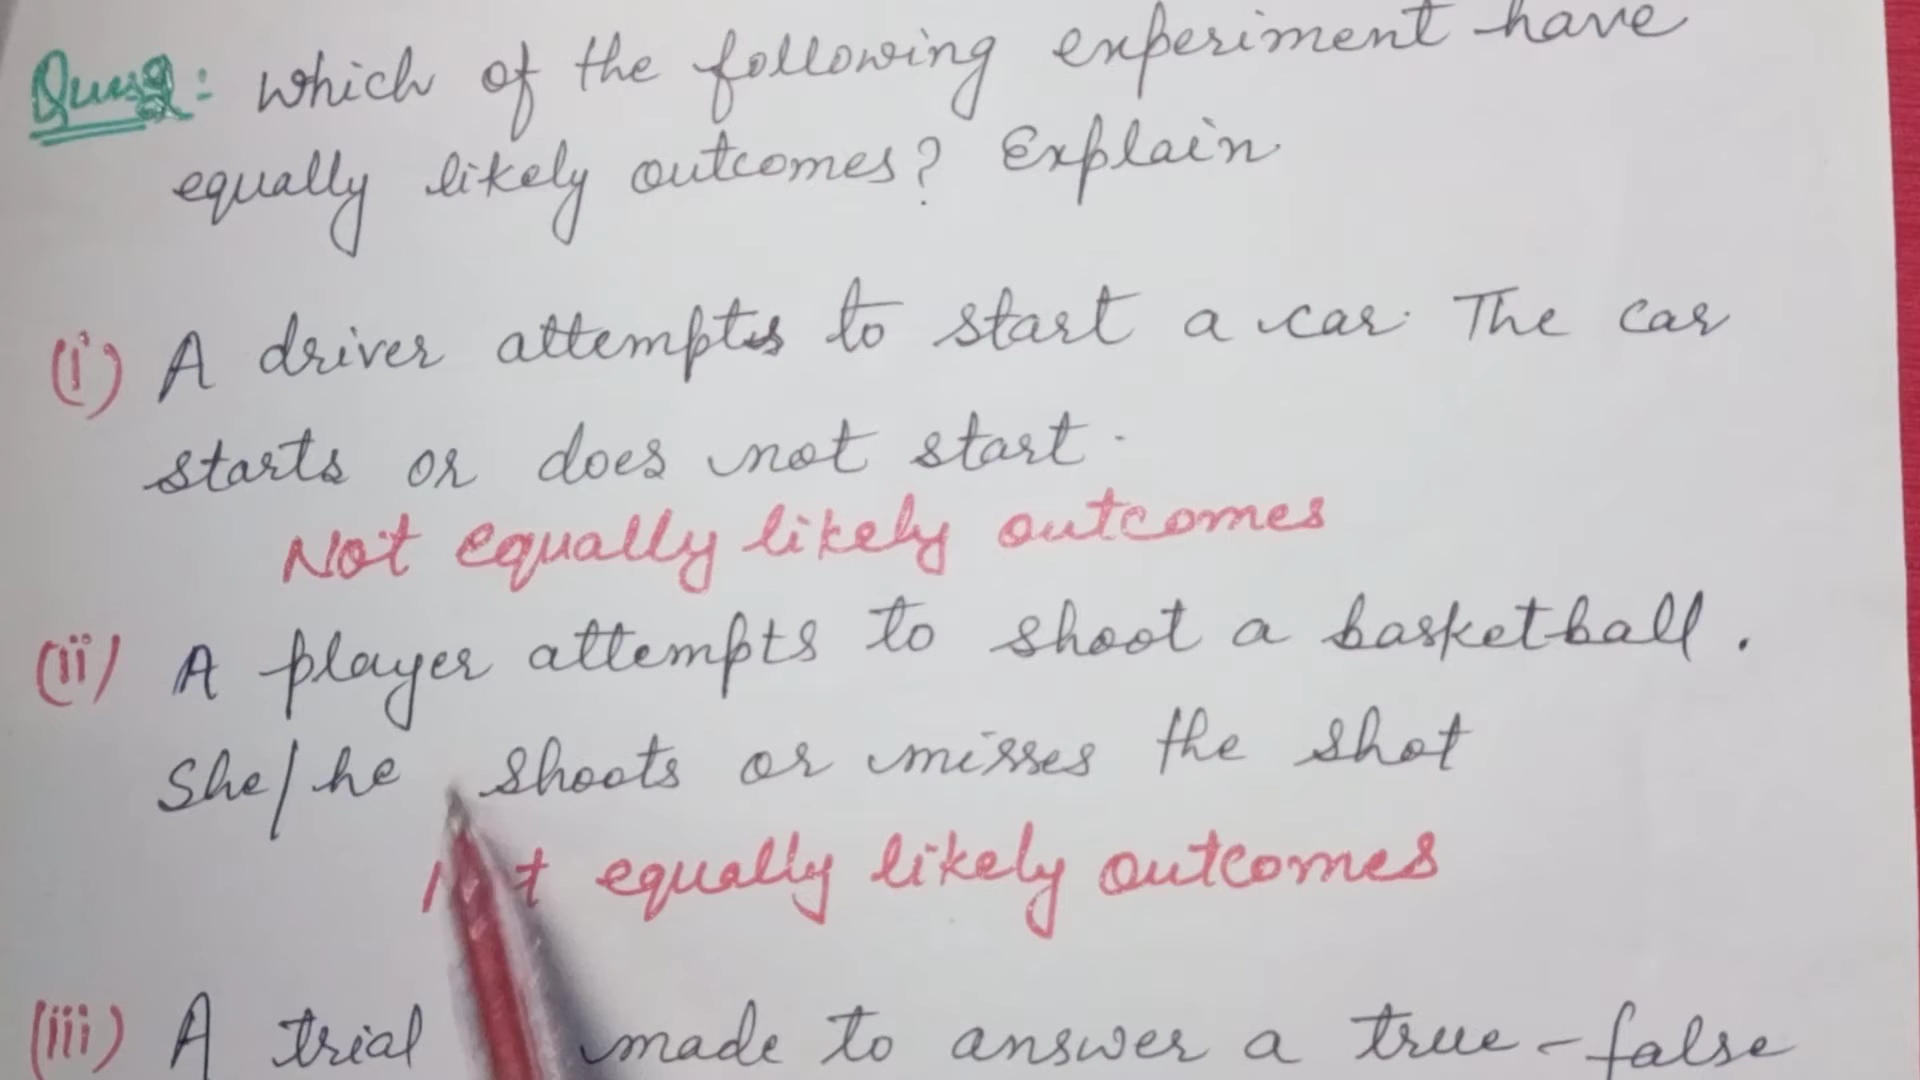 Ques: Which of the following experiment have
equally likely outcomes? Explain
(i) A driver attempts to start a car. The car
starts or does not start.
Not equally likely outcomes
(ii) A player attempts to shoot a basketball.
She/he shoots or misses the shot
Not equally likely outcomes
(iii) A trial made to answer a true-false